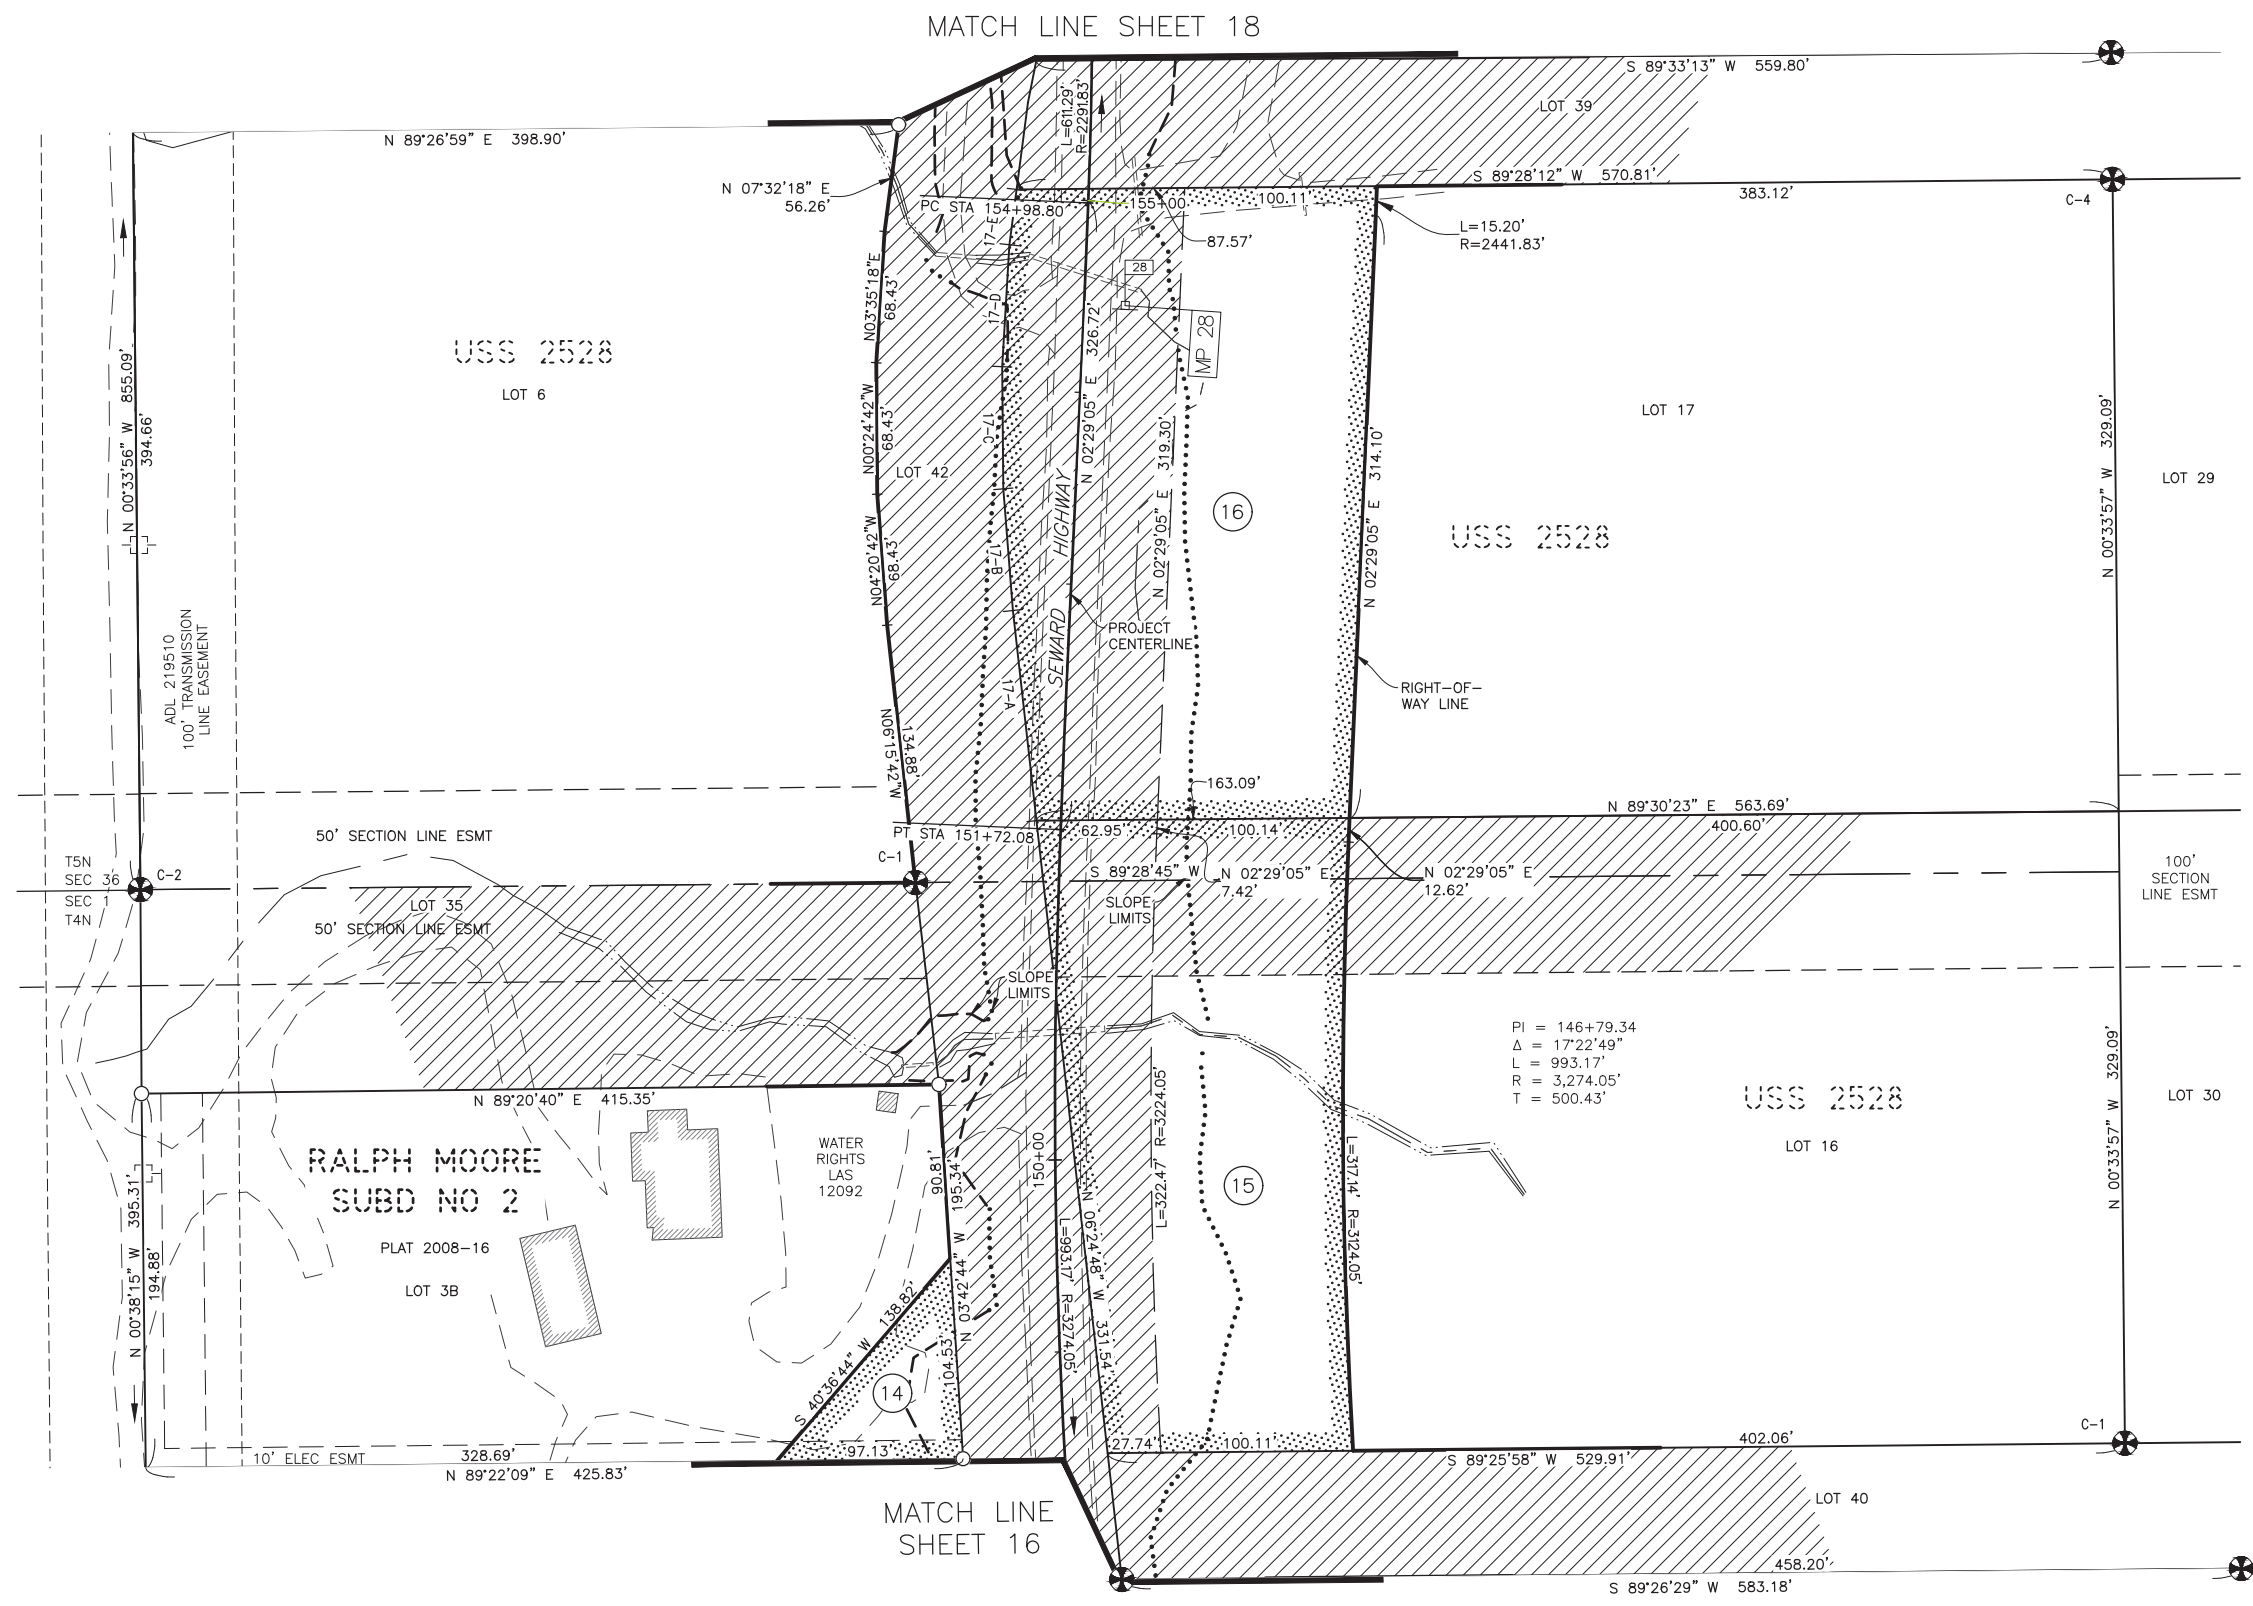 MATCH LINE SHEET 18
S 89°33'13" W 559.80'
LOT 39
N 89°26'59" E 398.90'
L=611.29'
R=2291.83'
N 07°32'18" E
56.26'
S 89°28'12" W 570.81'
383.12'
C-4
PC STA 154+98.80
155+00
100.11'
87.57'
L=15.20'
R=2441.83'
17-E
28
MP 28
17-D
N03°35'18"E
68.43'
N 02°29'05" E 326.72'
USS 2528
LOT 6
N 00°33'56" W 855.09'
394.66'
N00°24'42"W
68.43'
LOT 42
17-C
N 02°29'05" E 319.30'
N 02°29'05" E 314.10'
LOT 17
N 00°33'57" W 329.09'
LOT 29
16
USS 2528
N04°20'42"W
68.43'
17-B
SEWARD HIGHWAY
PROJECT
CENTERLINE
ADL 219510
100' TRANSMISSION
LINE EASEMENT
17-A
RIGHT-OF-
WAY LINE
N06°15'42"W
134.88'
163.09'
N 89°30'23" E 563.69'
400.60'
50' SECTION LINE ESMT
PT STA 151+72.08
62.95'
100.14'
C-1
T5N
SEC 36
SEC 1
T4N
C-2
S 89°28'45" W
N 02°29'05" E
7.42'
N 02°29'05" E
12.62'
100'
SECTION
LINE ESMT
LOT 35
50' SECTION LINE ESMT
SLOPE
LIMITS
SLOPE
LIMITS
PI = 146+79.34
Δ = 17°22'49"
L = 993.17'
R = 3,274.05'
T = 500.43'
N 00°33'57" W 329.09'
USS 2528
LOT 30
LOT 16
N 89°20'40" E 415.35'
RALPH MOORE
SUBD NO 2
PLAT 2008-16
LOT 3B
WATER
RIGHTS
LAS
12092
90.81'
N 03°42'44" W 195.34'
150+00
L=322.47' R=3224.05'
15
L=317.14' R=3124.05'
L=993.17' R=3274.05'
N 06°24'48" W 331.54'
N 00°38'15" W 395.31'
194.88'
S 40°36'44" W 138.82'
104.53'
14
97.13'
10' ELEC ESMT
328.69'
N 89°22'09" E 425.83'
27.74'
100.11'
C-1
402.06'
S 89°25'58" W 529.91'
LOT 40
MATCH LINE
SHEET 16
458.20'
S 89°26'29" W 583.18'